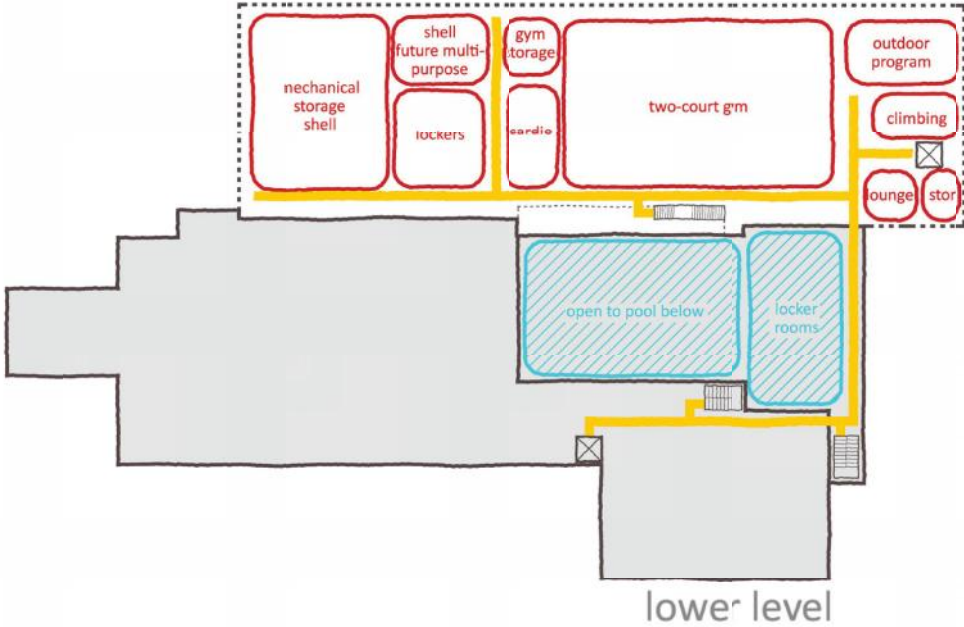 mechanical
storage
shell
shell
future multi-
purpose
lockers
gym
storage
cardio
two-court gym
outdoor
program
climbing
lounge
stor
open to pool below
locker
rooms
lower level